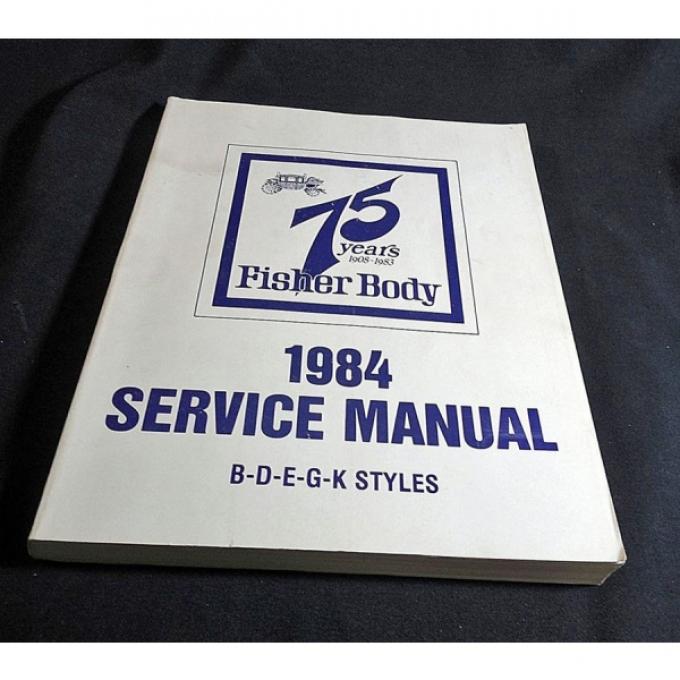 75
years
1908-1983
Fisher Body
1984
SERVICE MANUAL
B-D-E-G-K STYLES